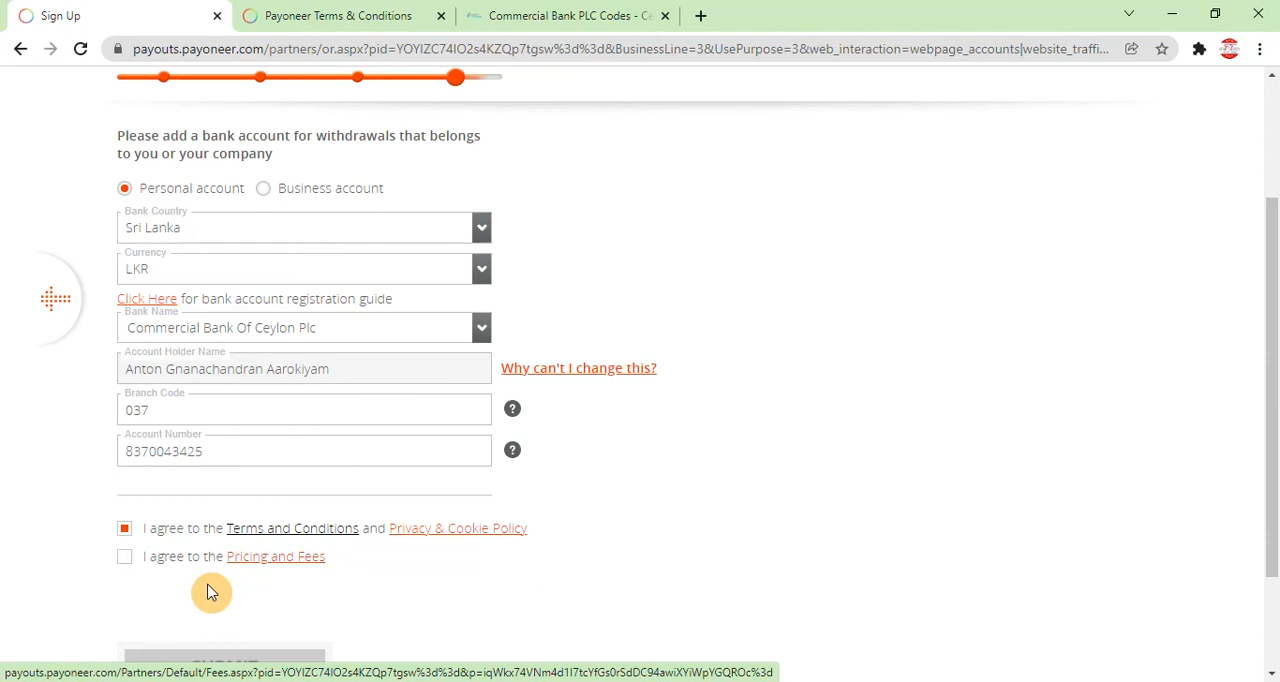 Sign Up
Payoneer Terms & Conditions
Commercial Bank PLC Codes - Ce
payouts.payoneer.com/partners/or.aspx?pid=YOYIZC74IO2s4KZQp7tgsw%3d%3d&BusinessLine=3&UsePurpose=3&web_interaction=webpage_accounts|website_traffi...
Please add a bank account for withdrawals that belongs
to you or your company
Personal account Business account
Bank Country
Sri Lanka
Currency
LKR
Click Here for bank account registration guide
Bank Name
Commercial Bank Of Ceylon Plc
Account Holder Name
Anton Gnanachandran Aarokiyam
Why can't I change this?
Branch Code
037
?
Account Number
8370043425
?
I agree to the Terms and Conditions and Privacy & Cookie Policy
I agree to the Pricing and Fees
payouts.payoneer.com/Partners/Default/Fees.aspx?pid=YOYIZC74IO2s4KZQp7tgsw%3d%3d&p=iqWkx74VNm4d1I7tcYfGs0rSdDC94awiXYiWpYGQROc%3d